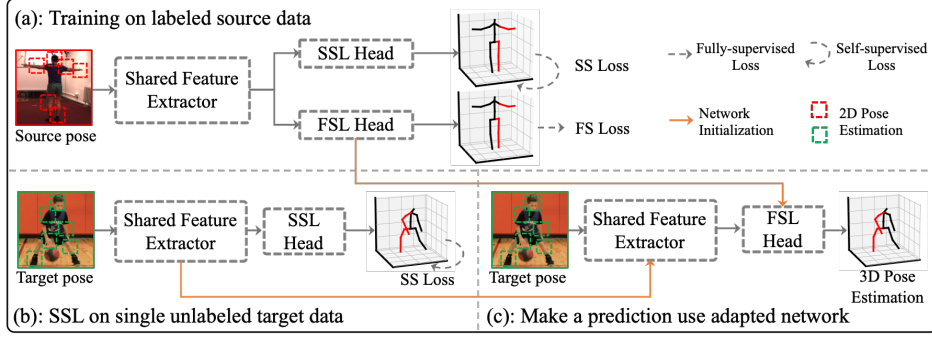 (a): Training on labeled source data
Source pose
Shared Feature
Extractor
SSL Head
FSL Head
SS Loss
FS Loss
Fully-supervised
Loss
Self-supervised
Loss
Network
Initialization
2D Pose
Estimation
Target pose
Shared Feature
Extractor
SSL
Head
SS Loss
(b): SSL on single unlabeled target data
Target pose
Shared Feature
Extractor
FSL
Head
3D Pose
Estimation
(c): Make a prediction use adapted network